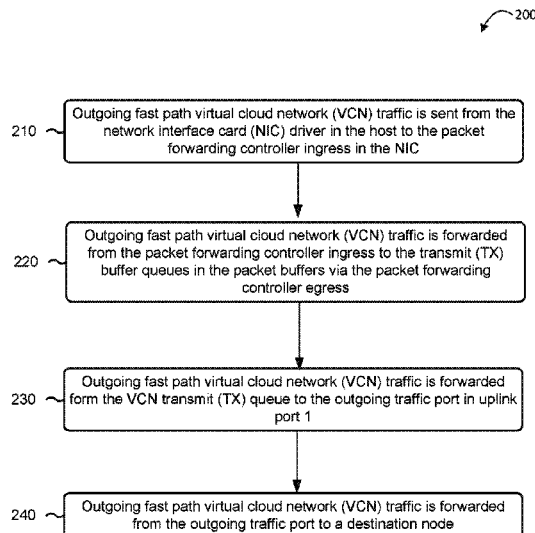 200
210
Outgoing fast path virtual cloud network (VCN) traffic is sent from the
network interface card (NIC) driver in the host to the packet
forwarding controller ingress in the NIC
220
Outgoing fast path virtual cloud network (VCN) traffic is forwarded
from the packet forwarding controller ingress to the transmit (TX)
buffer queues in the packet buffers via the packet forwarding
controller egress
230
Outgoing fast path virtual cloud network (VCN) traffic is forwarded
form the VCN transmit (TX) queue to the outgoing traffic port in uplink
port 1
240
Outgoing fast path virtual cloud network (VCN) traffic is forwarded
from the outgoing traffic port to a destination node